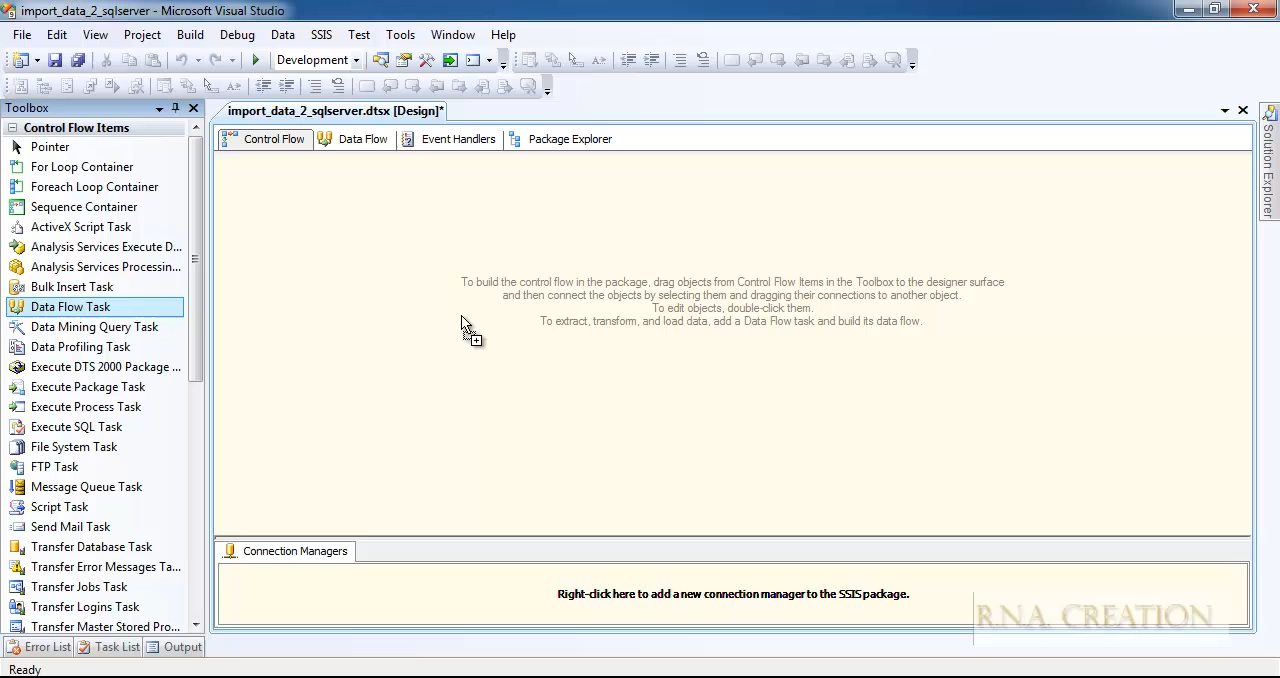 import_data_2_sqlserver - Microsoft Visual Studio
File Edit View Project Build Debug Data SSIS Test Tools Window Help
Development
Toolbox
import_data_2_sqlserver.dtsx [Design]*
Control Flow Items
Control Flow Data Flow Event Handlers Package Explorer
Pointer
For Loop Container
Foreach Loop Container
Sequence Container
ActiveX Script Task
Analysis Services Execute D...
Analysis Services Processin...
Bulk Insert Task
Data Flow Task
Data Mining Query Task
Data Profiling Task
Execute DTS 2000 Package ...
Execute Package Task
Execute Process Task
Execute SQL Task
File System Task
FTP Task
Message Queue Task
Script Task
Send Mail Task
Transfer Database Task
Transfer Error Messages Ta...
Transfer Jobs Task
Transfer Logins Task
Transfer Master Stored Pro...
To build the control flow in the package, drag objects from Control Flow Items in the Toolbox to the designer surface
and then connect the objects by selecting them and dragging their connections to another object.
To edit objects, double-click them.
To extract, transform, and load data, add a Data Flow task and build its data flow.
Solution Explorer
Connection Managers
Right-click here to add a new connection manager to the SSIS package.
R.N.A. CREATION
Error List Task List Output
Ready